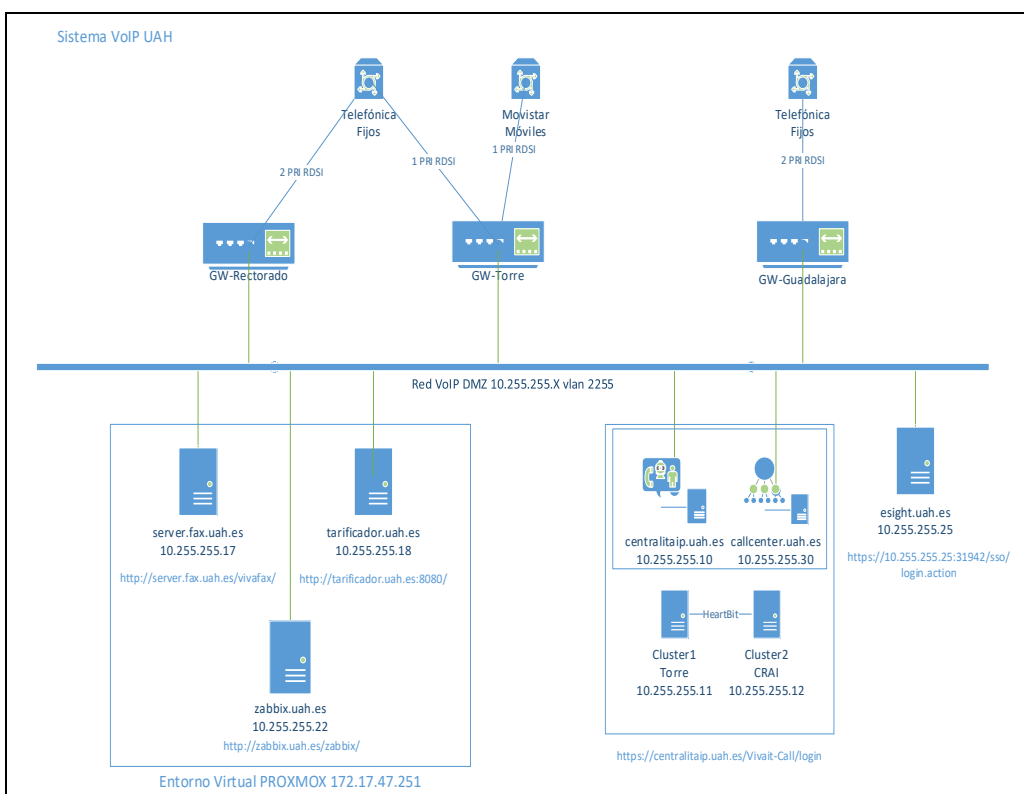 Sistema VoIP UAH
Telefónica
Fijos
Movistar
Móviles
Telefónica
Fijos
2 PRI RDSI
1 PRI RDSI
1 PRI RDSI
2 PRI RDSI
GW-Rectorado
GW-Torre
GW-Guadalajara
Red VoIP DMZ 10.255.255.X vlan 2255
server.fax.uah.es
10.255.255.17
http://server.fax.uah.es/vivafax/
tarificador.uah.es
10.255.255.18
http://tarificador.uah.es:8080/
zabbix.uah.es
10.255.255.22
http://zabbix.uah.es/zabbix/
Entorno Virtual PROXMOX 172.17.47.251
centralitaip.uah.es
10.255.255.10
callcenter.uah.es
10.255.255.30
HeartBit
Cluster1
Torre
10.255.255.11
Cluster2
CRAI
10.255.255.12
https://centralitaip.uah.es/Vivait-Call/login
esight.uah.es
10.255.255.25
https://10.255.255.25:31942/sso/
login.action